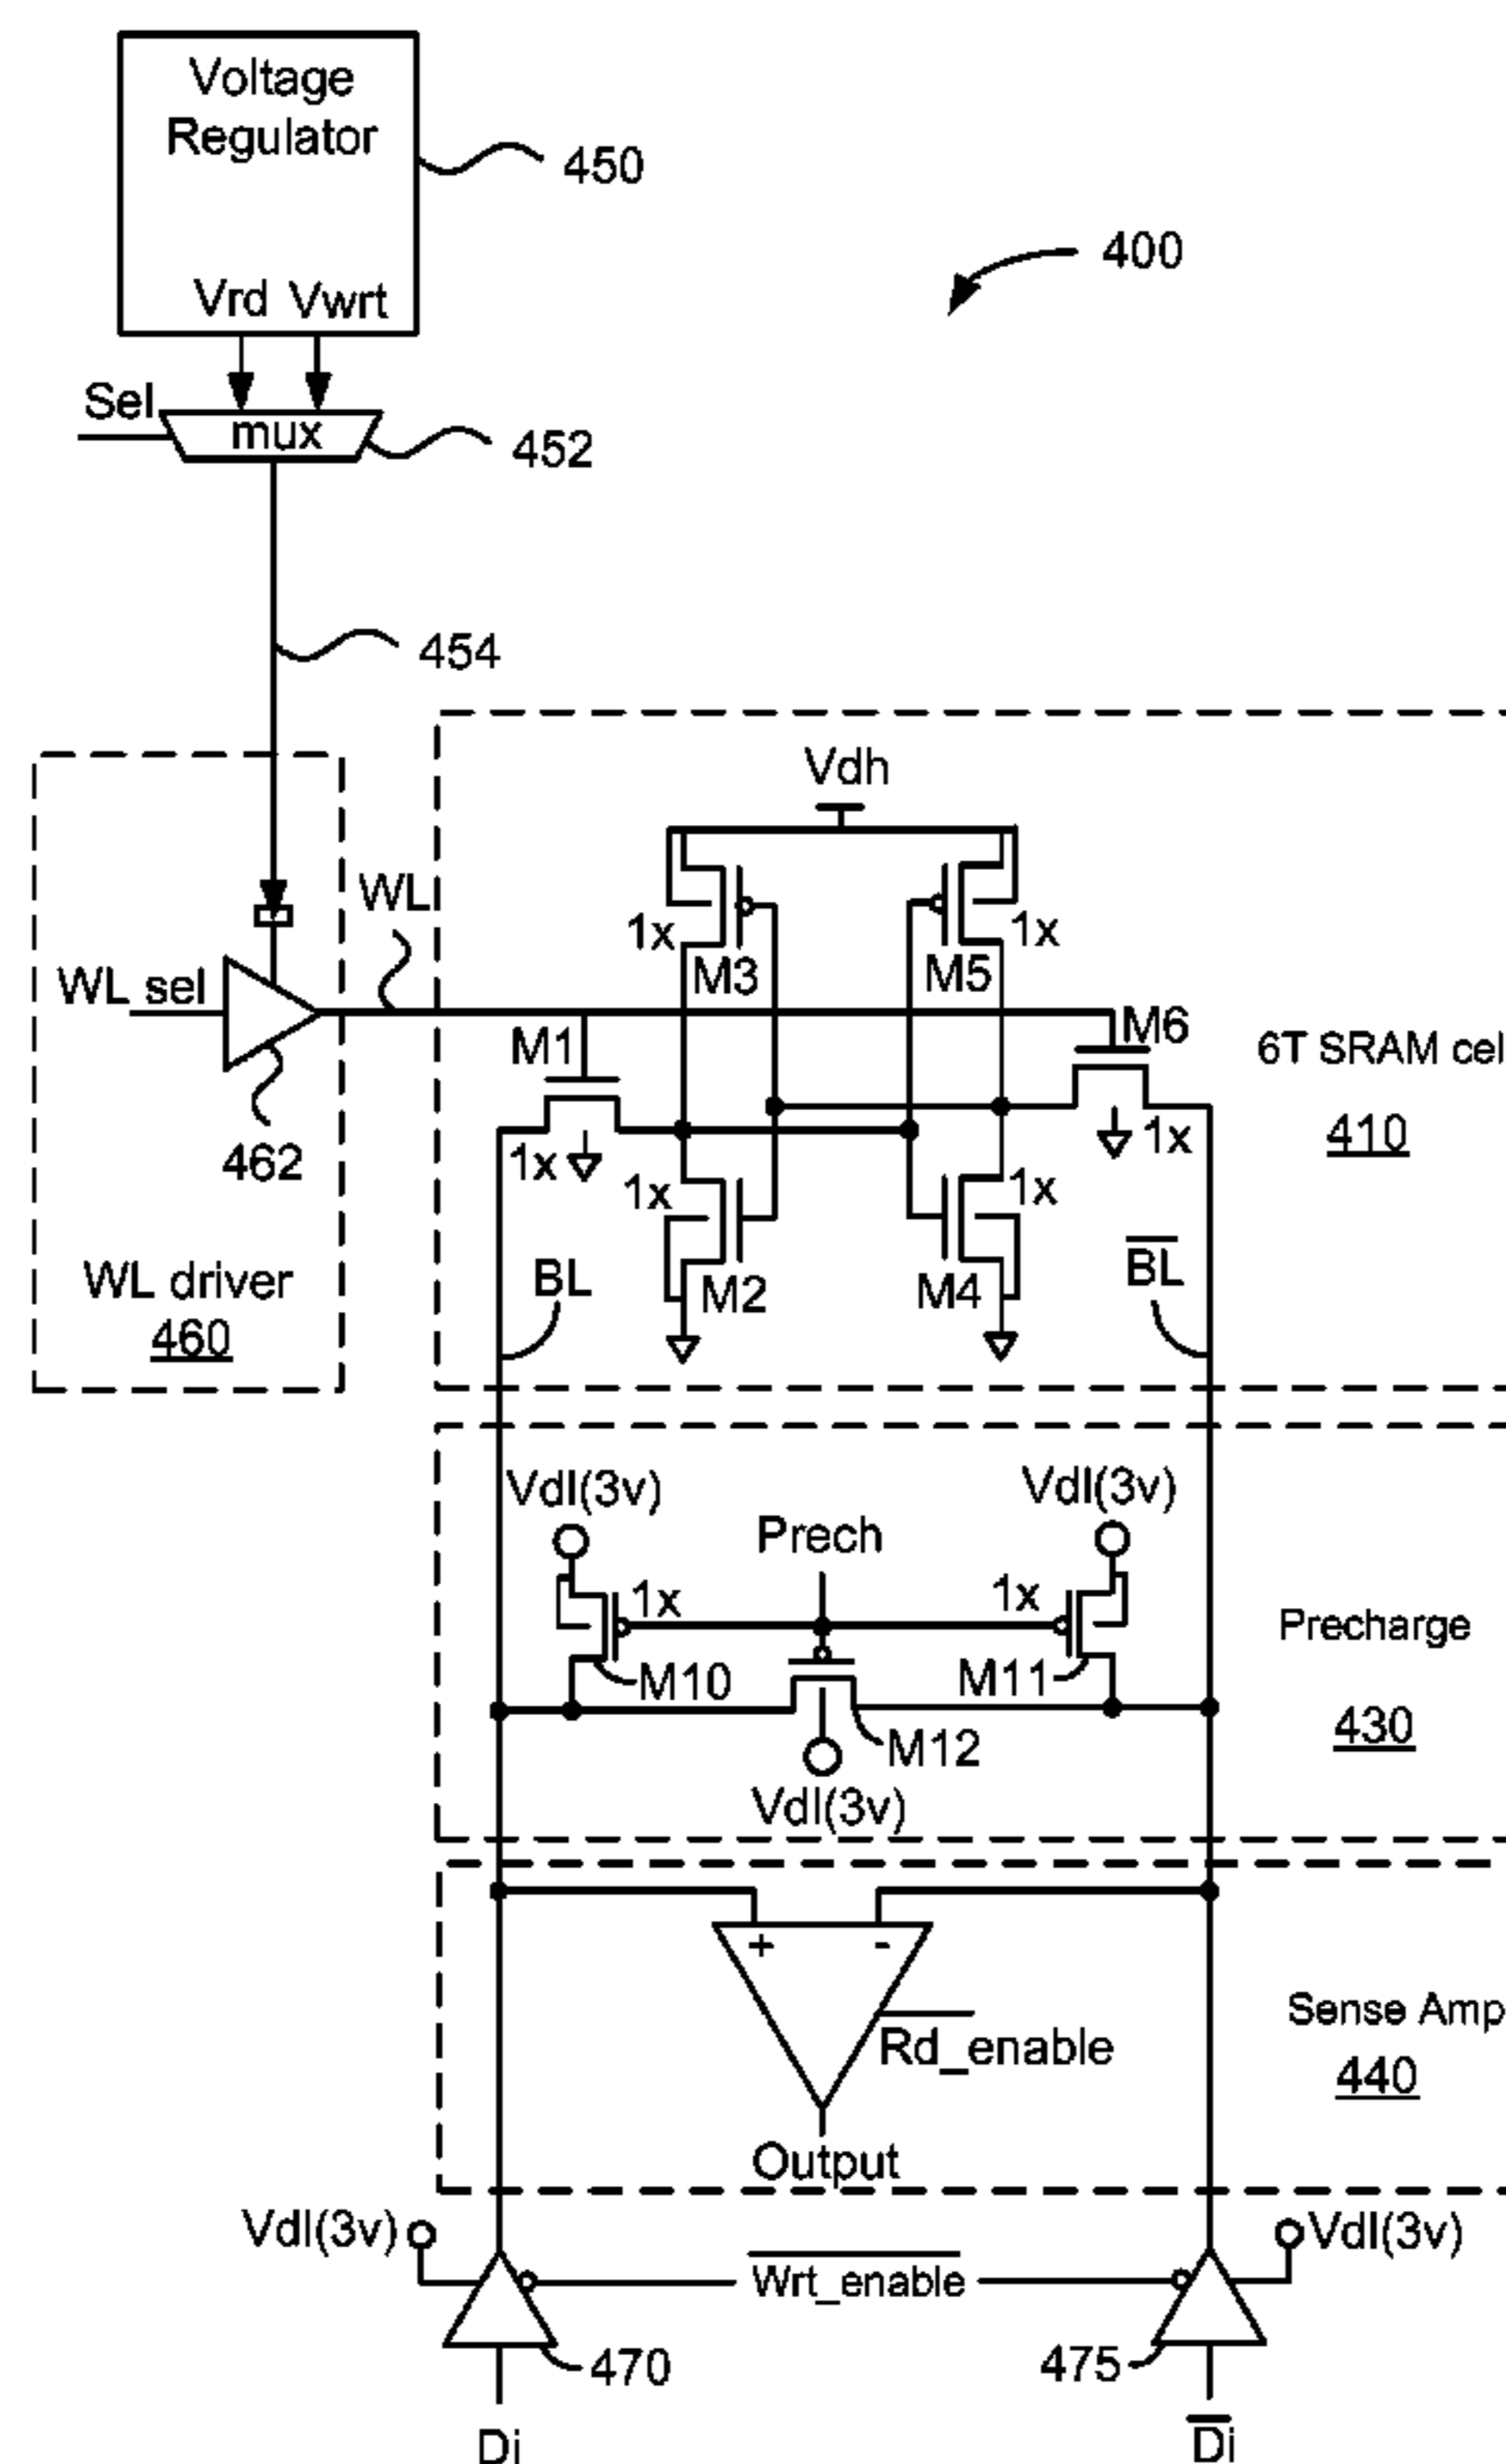 Voltage
Regulator
450
400
Vrd Vwrt
Sel
mux
452
454
Vdh
WL
1x
1x
M3
M5
WL sel
M1
M6
6T SRAM cel
410
462
1x
1x
1x
1x
WL driver
460
BL
M2
M4
BL
Vdl(3v)
Vdl(3v)
Prech
1x
1x
Precharge
M10
M11
430
M12
Vdl(3v)
+
-
Sense Amp
Rd_enable
440
Output
Vdl(3v)
Vdl(3v)
Wrt_enable
470
475
Di
Di